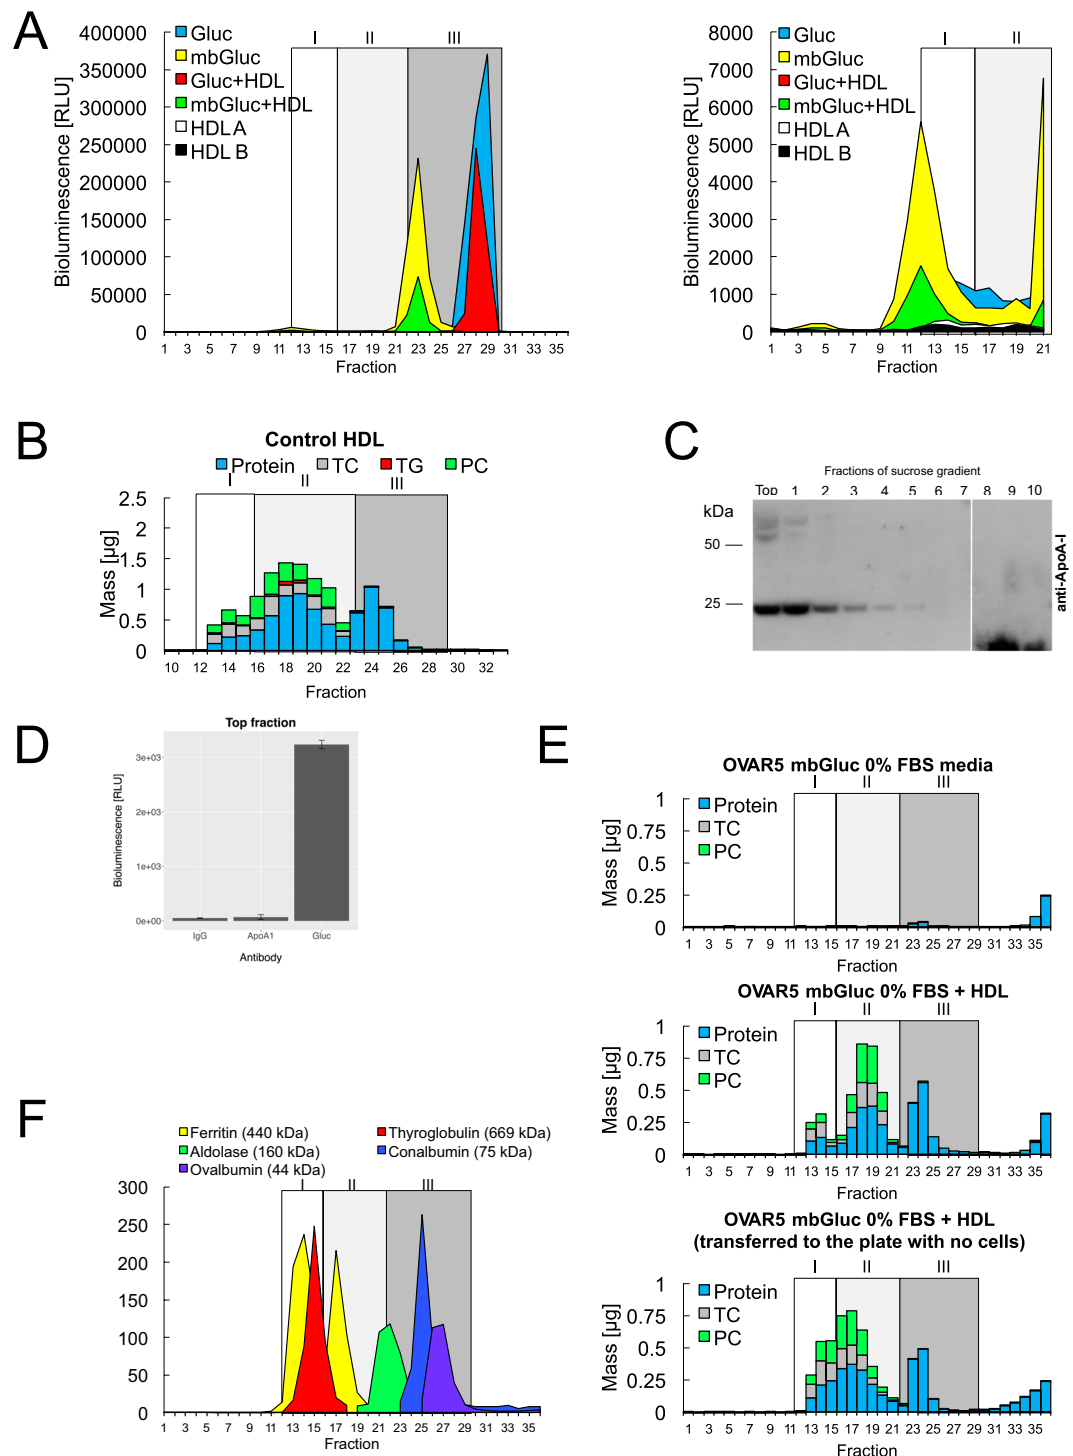 A
Gluc
mbGluc
Gluc+HDL
mbGluc+HDL
HDL A
HDL B
I II III
Bioluminescence [RLU]
400000
350000
300000
250000
200000
150000
100000
50000
0
1 3 5 7 9 11 13 15 17 19 21 23 25 27 29 31 33 35
Fraction
Gluc
mbGluc
Gluc+HDL
mbGluc+HDL
HDL A
HDL B
I II
Bioluminescence [RLU]
8000
7000
6000
5000
4000
3000
2000
1000
0
1 3 5 7 9 11 13 15 17 19 21
Fraction
B
Control HDL
Protein TC TG PC
I II III
Mass [µg]
2.5
2
1.5
1
0.5
0
10 12 14 16 18 20 22 24 26 28 30 32
Fraction
C
Fractions of sucrose gradient
Top 1 2 3 4 5 6 7 8 9 10
kDa
50
25
anti-ApoA-I
D
Top fraction
Bioluminescence [RLU]
3e+03
2e+03
1e+03
0e+00
IgG ApoA1 Gluc
Antibody
E
OVAR5 mbGluc 0% FBS media
I II III
Protein
TC
PC
Mass [µg]
1
0.75
0.5
0.25
0
1 3 5 7 9 11 13 15 17 19 21 23 25 27 29 31 33 35
Fraction
OVAR5 mbGluc 0% FBS + HDL
I II III
Protein
TC
PC
Mass [µg]
1
0.75
0.5
0.25
0
1 3 5 7 9 11 13 15 17 19 21 23 25 27 29 31 33 35
Fraction
OVAR5 mbGluc 0% FBS + HDL
(transferred to the plate with no cells)
I II III
Protein
TC
PC
Mass [µg]
1
0.75
0.5
0.25
0
1 3 5 7 9 11 13 15 17 19 21 23 25 27 29 31 33 35
Fraction
F
Ferritin (440 kDa) Thyroglobulin (669 kDa)
Aldolase (160 kDa) Conalbumin (75 kDa)
Ovalbumin (44 kDa)
I II III
300
250
200
150
100
50
0
1 3 5 7 9 11 13 15 17 19 21 23 25 27 29 31 33 35
Fraction